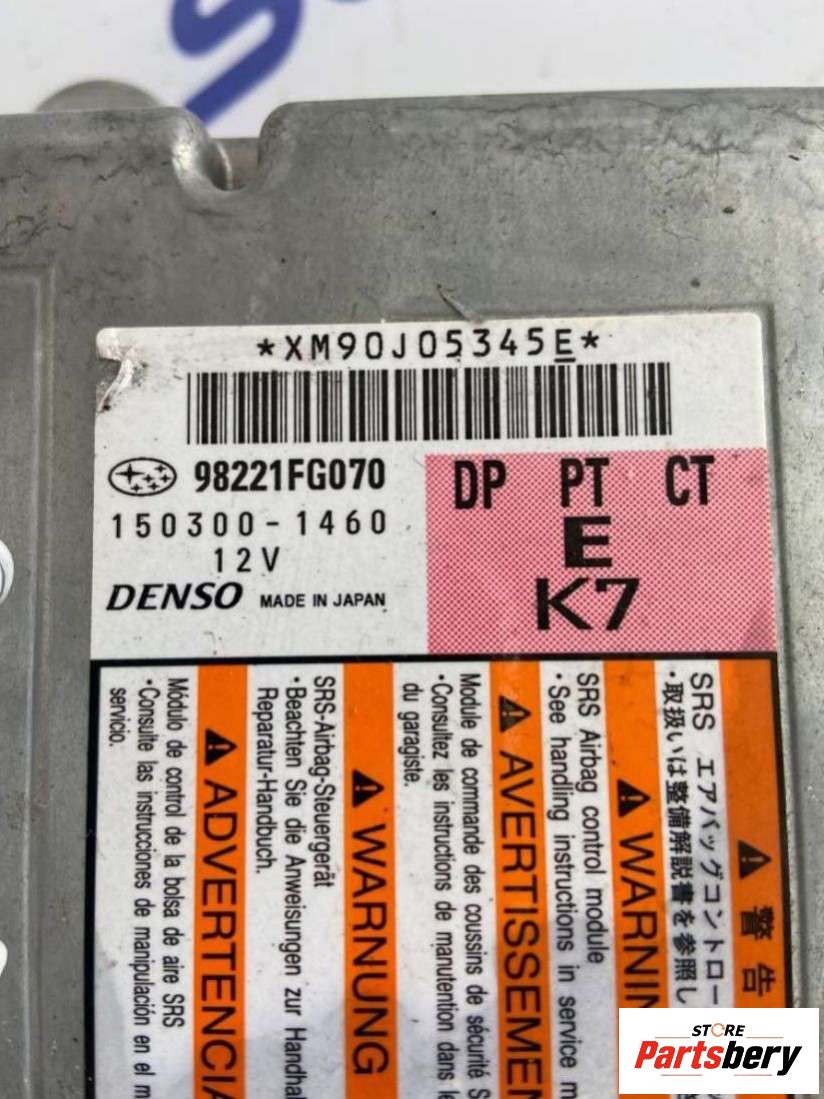 *XM90J05345E*
98221FG070
150300-1460
12V
DENSO MADE IN JAPAN
DP PT CT
E
K7
警告
SRS エアバッグコントロー
・取扱いは整備解説書を参照し
WARNIN
SRS Airbag control module
・See handling instructions in service m
AVERTISSEMEN
Module de commande des coussins de sécurité S
・Consultez les instructions de manutention dans le
du garagiste.
WARNUNG
SRS-Airbag-Steuergerät
・Beachten Sie die Anweisungen zur Handhal
Reparatur-Handbuch.
ADVERTENCIA
Módulo de control de la bolsa de aire SRS
・Consulte las instrucciones de manipulación en el m
servicio.
STORE
Partsbery